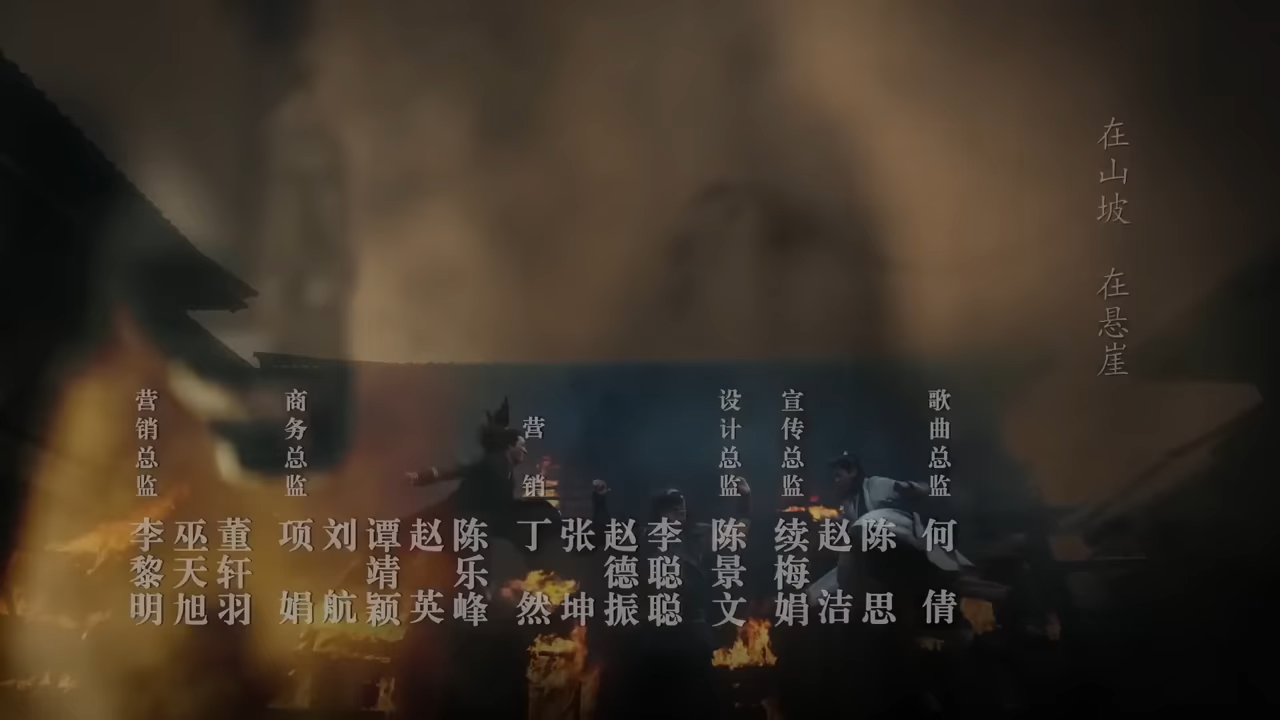 营销总监
李黎明
巫天旭
董轩羽
商务总监
项娟
刘航
谭靖颖
赵英
陈乐峰
营销
丁然
张坤
赵德振
李聪聪
设计总监
陈景文
宣传总监
续梅娟
赵洁
陈思
歌曲总监
何倩
在山坡 在悬崖